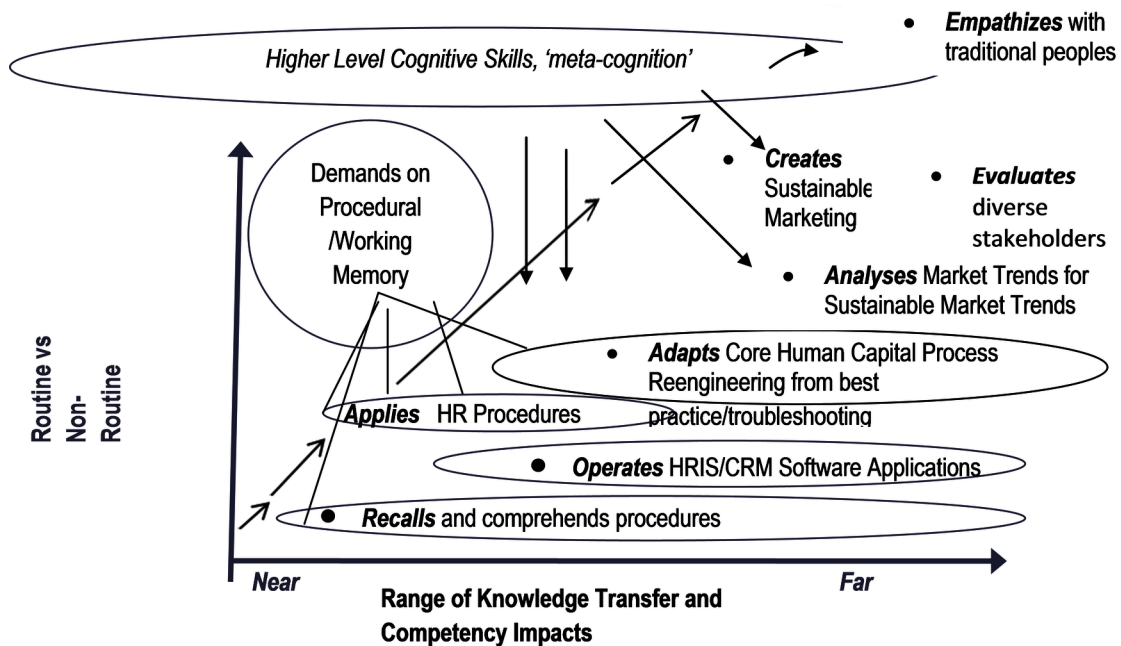 Higher Level Cognitive Skills, ‘meta-cognition’
• Empathizes with
traditional peoples
Demands on
Procedural
/Working
Memory
• Creates
Sustainable
Marketing
• Evaluates
diverse
stakeholders
• Analyses Market Trends for
Sustainable Market Trends
• Adapts Core Human Capital Process
Reengineering from best
practice/troubleshooting
Applies HR Procedures
• Operates HRIS/CRM Software Applications
• Recalls and comprehends procedures
Routine vs
Non-
Routine
Near
Far
Range of Knowledge Transfer and
Competency Impacts